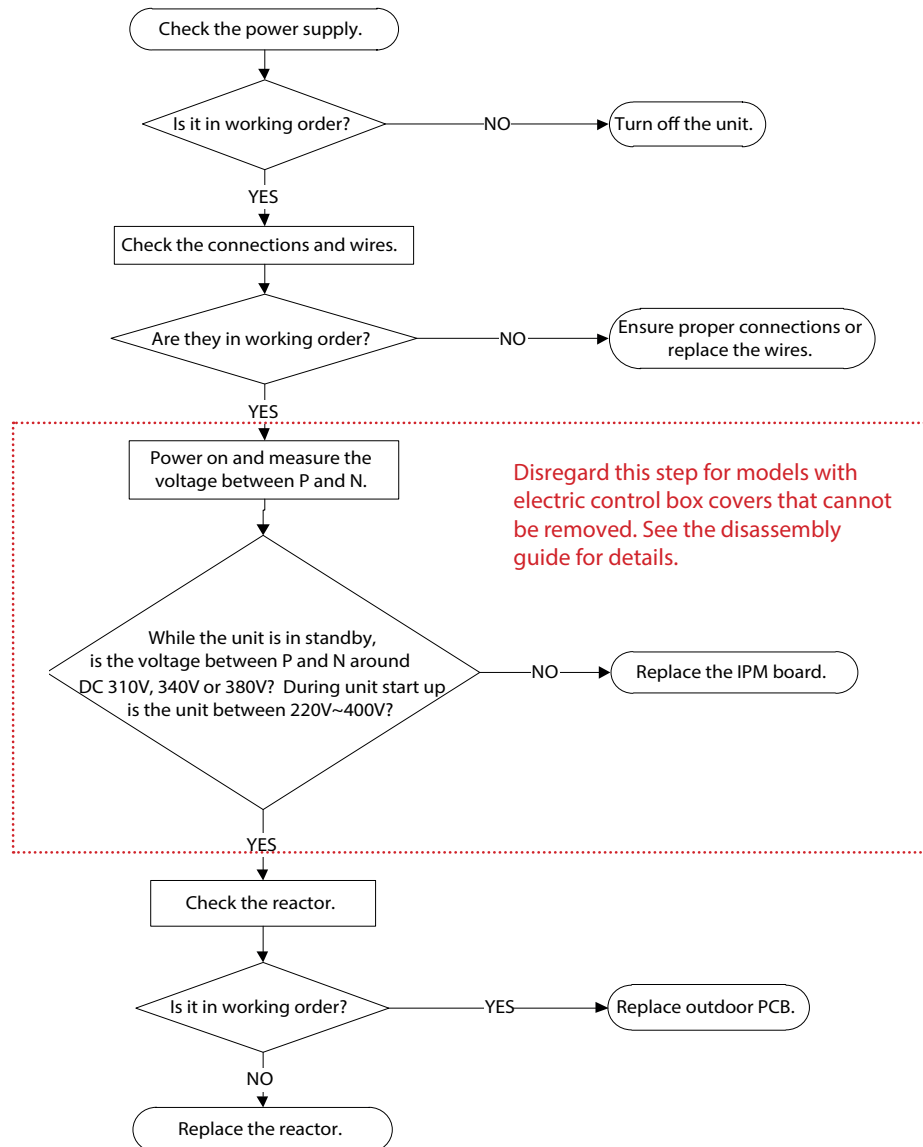 Check the power supply.
Is it in working order?
NO
Turn off the unit.
YES
Check the connections and wires.
Are they in working order?
NO
Ensure proper connections or
replace the wires.
YES
Power on and measure the
voltage between P and N.
Disregard this step for models with
electric control box covers that cannot
be removed. See the disassembly
guide for details.
While the unit is in standby,
is the voltage between P and N around
DC 310V, 340V or 380V? During unit start up
is the unit between 220V~400V?
NO
Replace the IPM board.
YES
Check the reactor.
Is it in working order?
YES
Replace outdoor PCB.
NO
Replace the reactor.